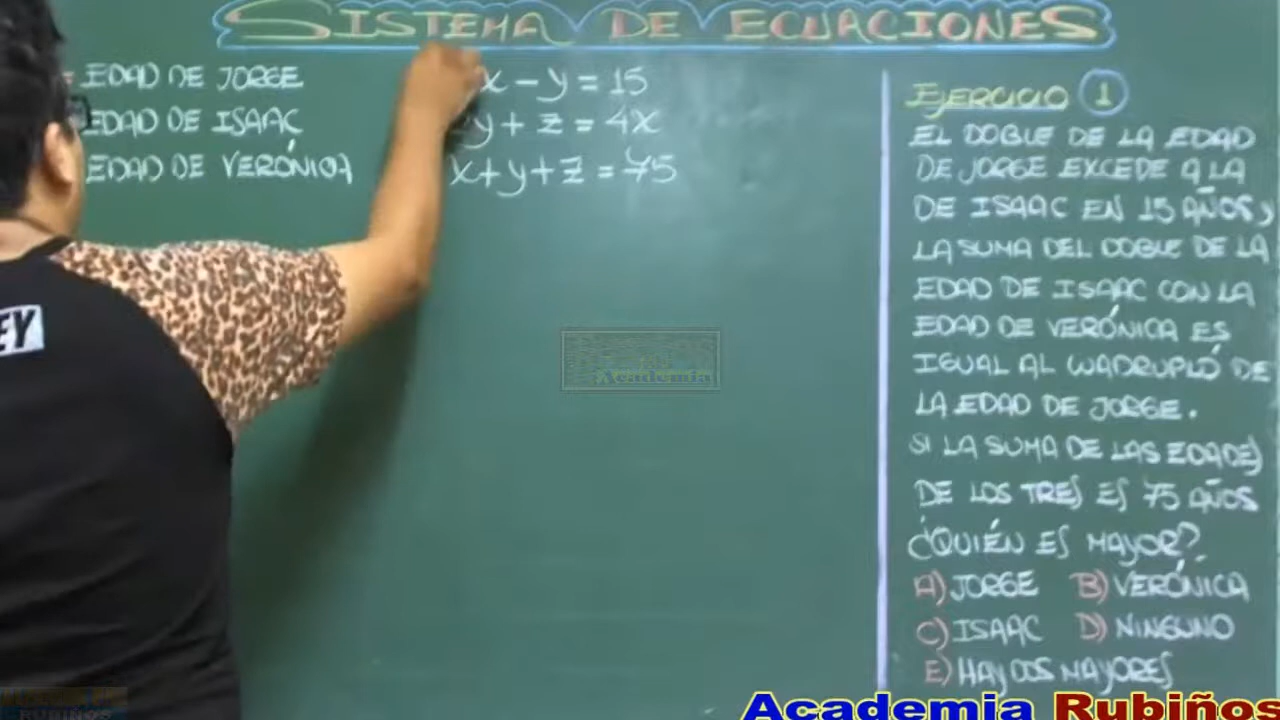 SISTEMA DE ECUACIONES
= EDAD DE JORGE
EDAD DE ISAAC
EDAD DE VERÓNICA
x - y = 15
y + z = 4x
x + y + z = 75
EJERCICIO 1
EL DOBLE DE LA EDAD
DE JORGE EXCEDE A LA
DE ISAAC EN 15 AÑOS y
LA SUMA DEL DOBLE DE LA
EDAD DE ISAAC CON LA
EDAD DE VERÓNICA ES
IGUAL AL CUADRUPLÓ DE
LA EDAD DE JORGE.
SI LA SUMA DE LAS EDADES
DE LOS TRES ES 75 AÑOS
¿QUIÉN ES MAYOR?
A) JORGE B) VERÓNICA
C) ISAAC D) NINGUNO
E) HAY DOS MAYORES
EY
Academia
RUBIÑOS
Academia Rubiños